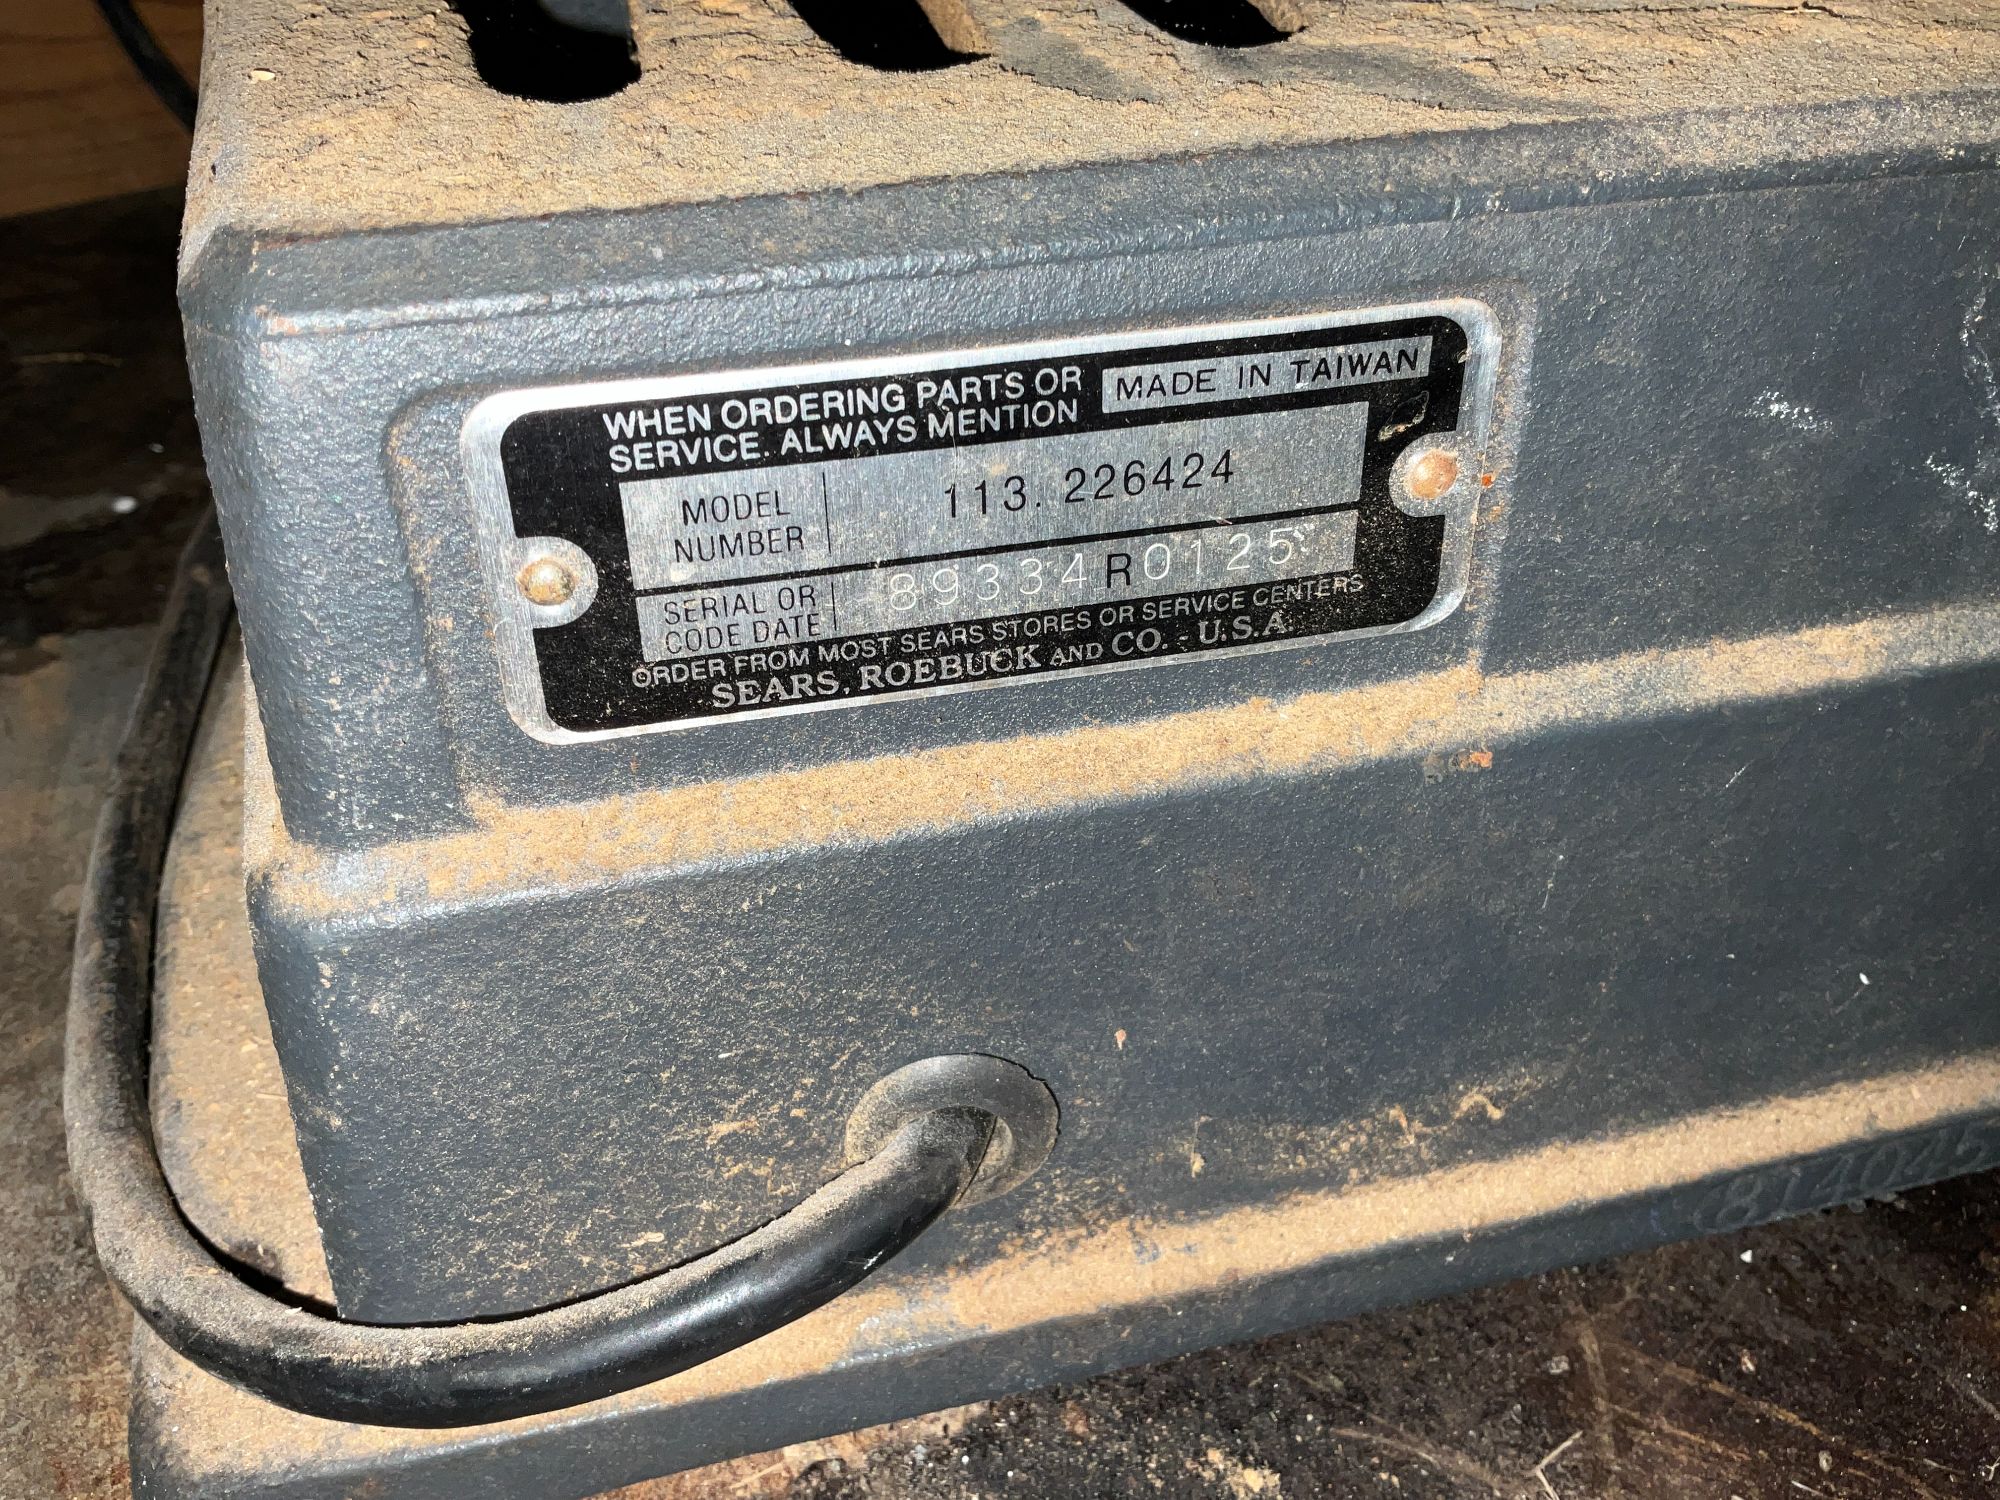 WHEN ORDERING PARTS OR
SERVICE. ALWAYS MENTION
MADE IN TAIWAN
MODEL
NUMBER
113. 226424
SERIAL OR
CODE DATE
89334R0125
ORDER FROM MOST SEARS STORES OR SERVICE CENTERS
SEARS, ROEBUCK AND CO. - U.S.A.
814045